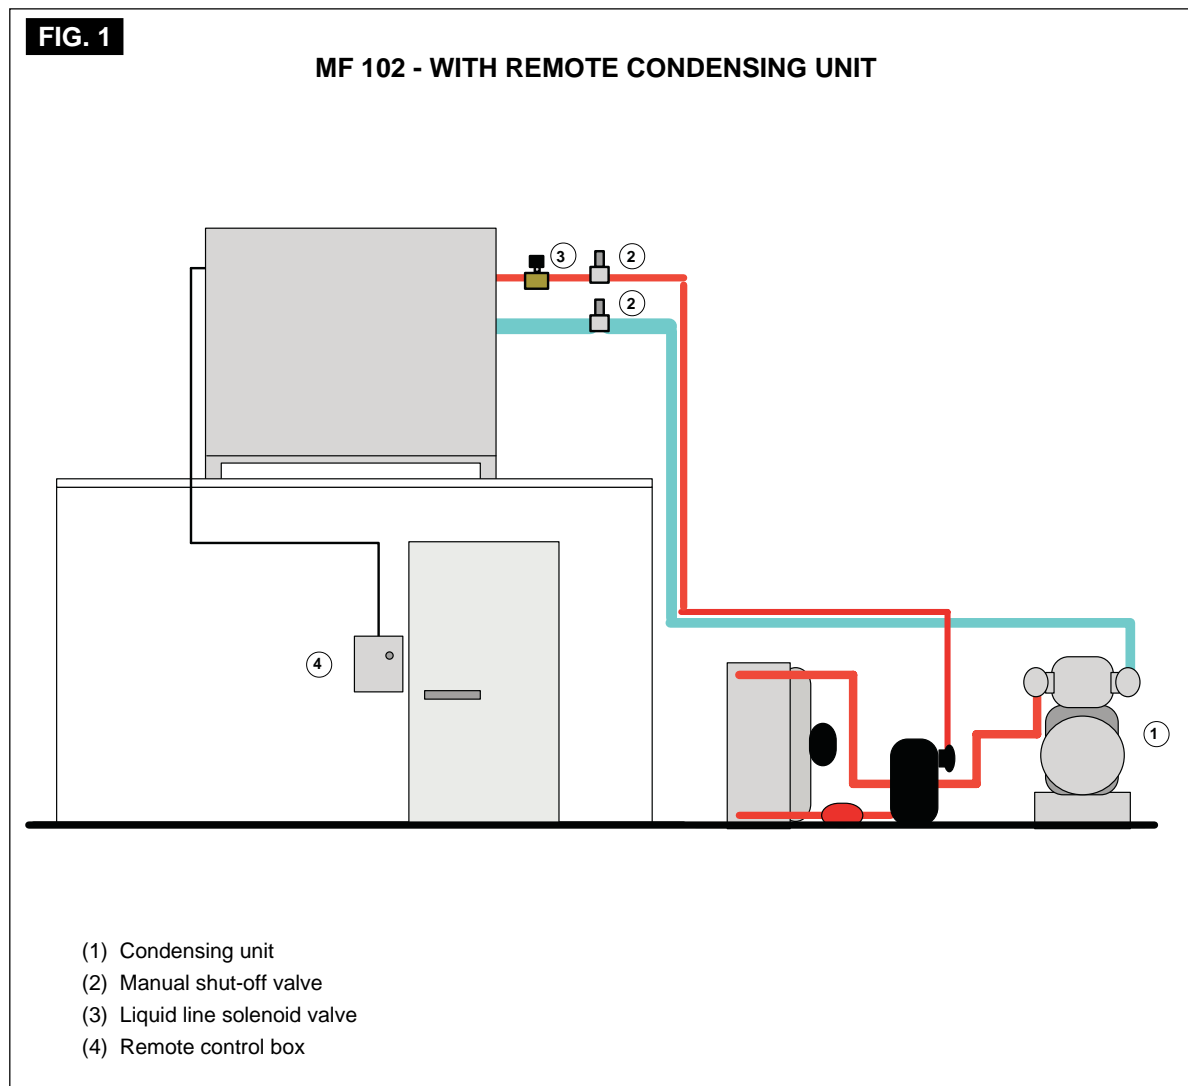 FIG. 1
MF 102 - WITH REMOTE CONDENSING UNIT
3
2
2
4
1
(1) Condensing unit
(2) Manual shut-off valve
(3) Liquid line solenoid valve
(4) Remote control box